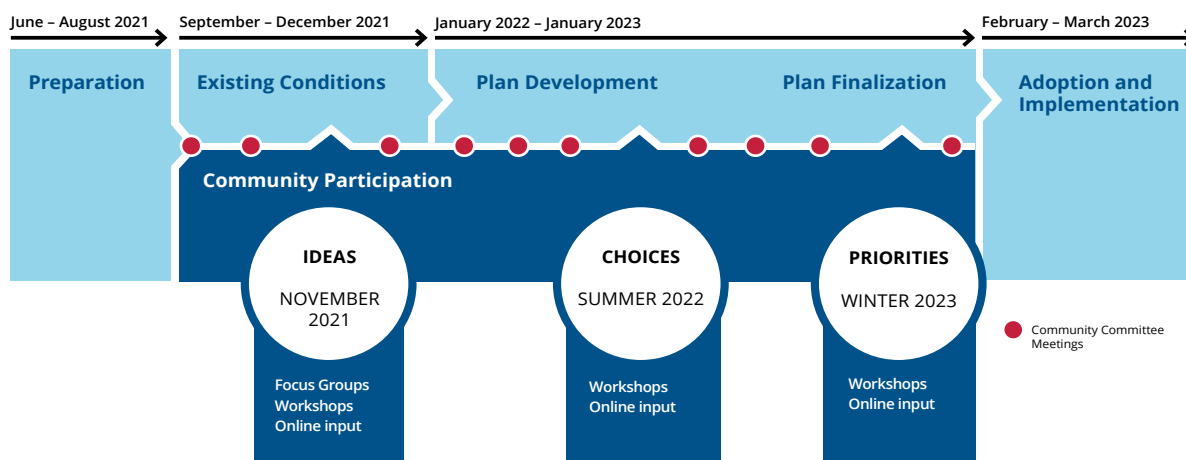 June – August 2021
September – December 2021
January 2022 – January 2023
February – March 2023
Preparation
Existing Conditions
Plan Development
Plan Finalization
Adoption and
Implementation
Community Participation
IDEAS
NOVEMBER
2021
Focus Groups
Workshops
Online input
CHOICES
SUMMER 2022
Workshops
Online input
PRIORITIES
WINTER 2023
Workshops
Online input
Community Committee
Meetings